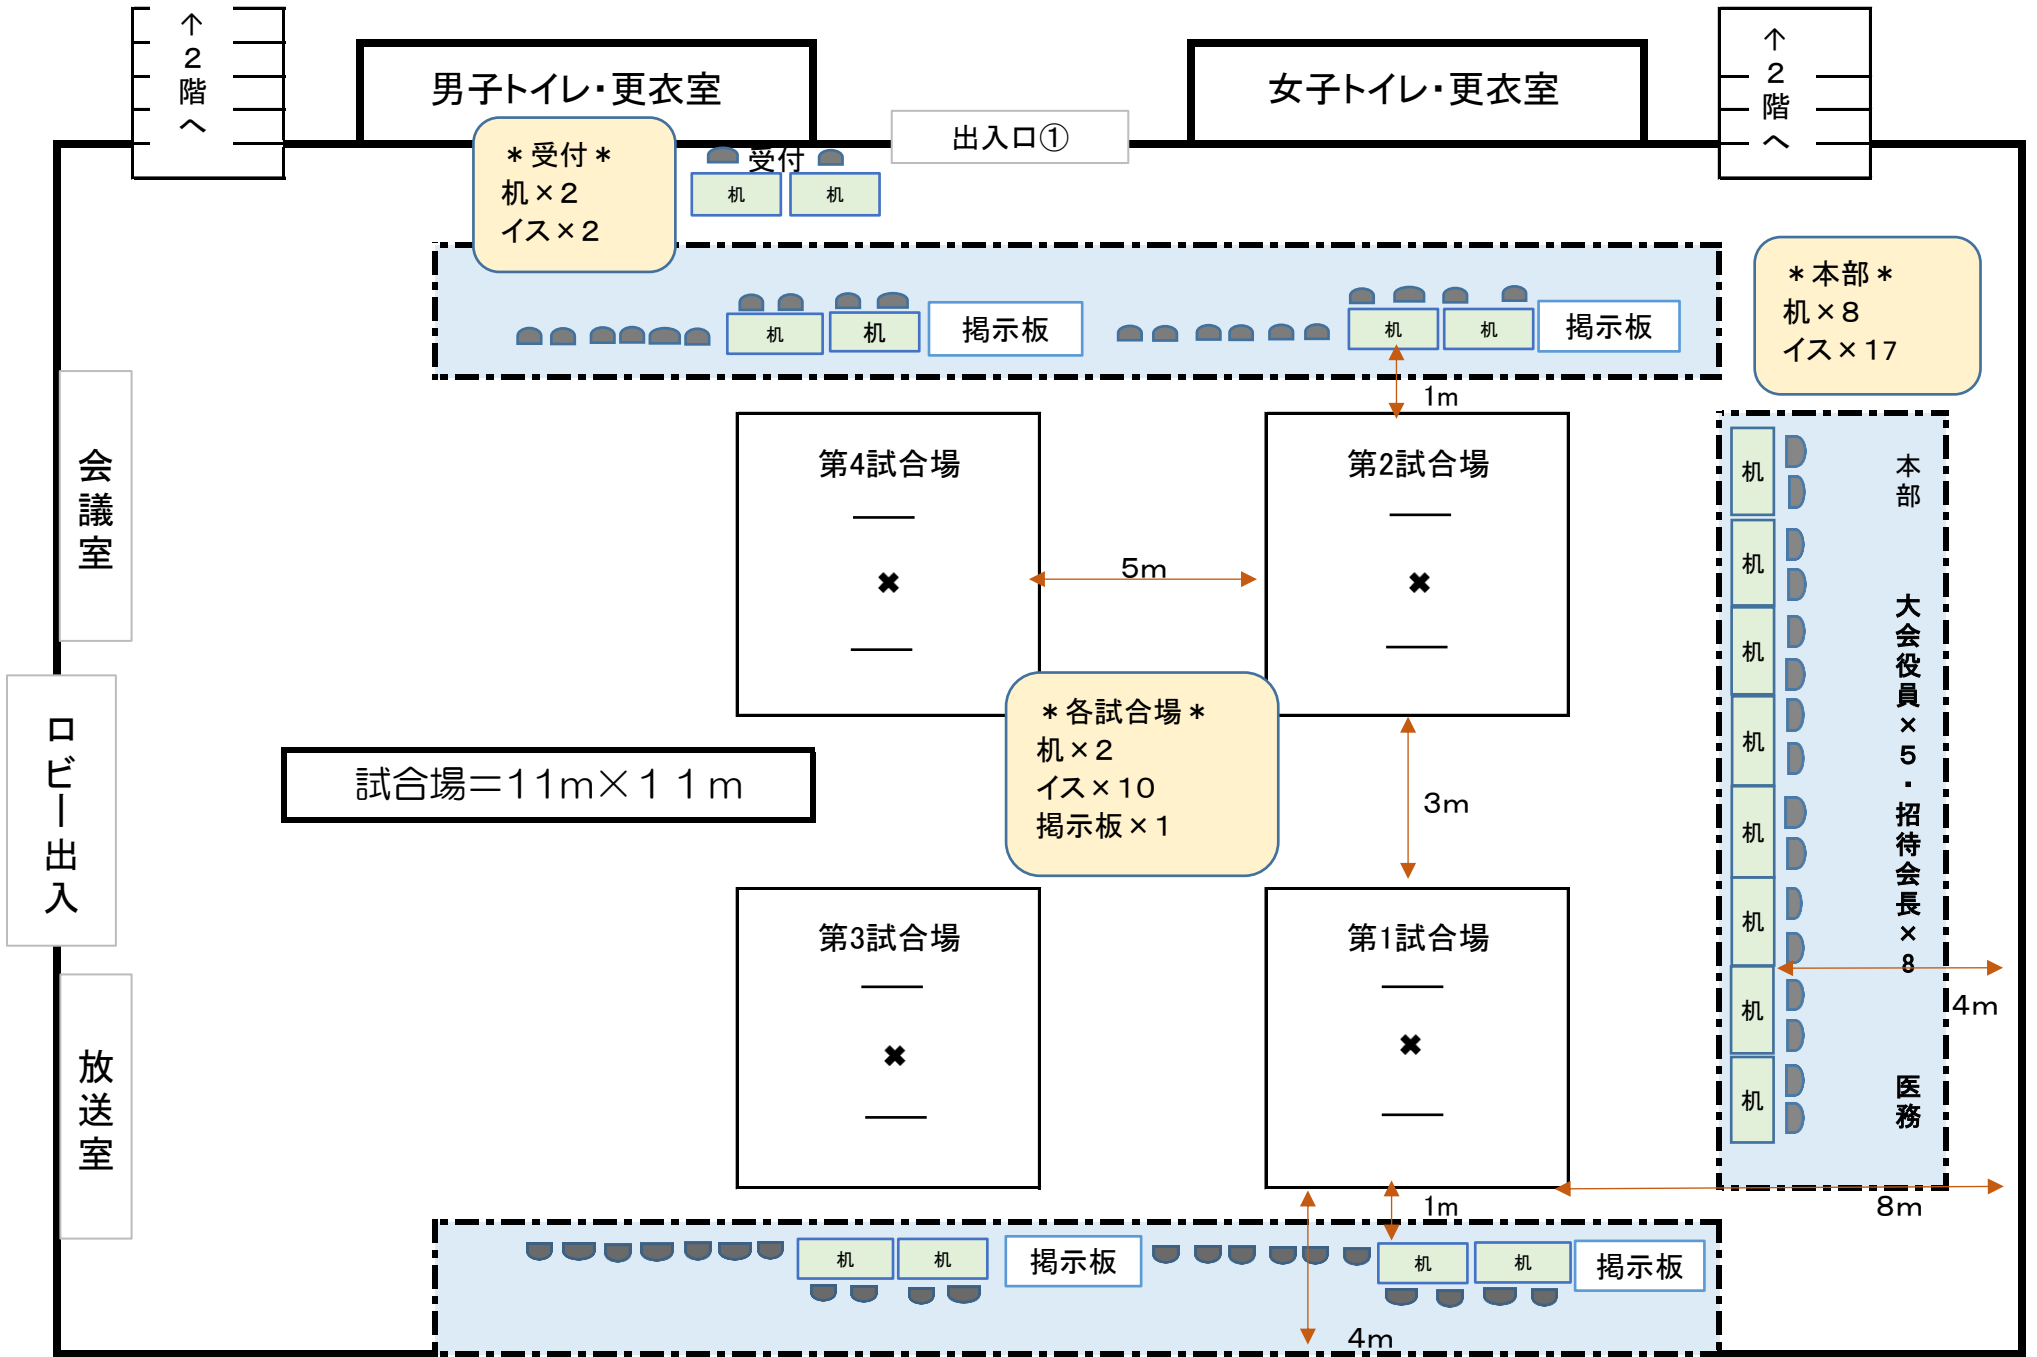 ↑2階へ
男子トイレ・更衣室
女子トイレ・更衣室
↑2階へ
出入口①
＊受付＊
机×2
イス×2
受付
机
机
＊本部＊
机×8
イス×17
机
机
掲示板
机
机
掲示板
1m
会議室
第4試合場
第2試合場
5m
本部
机
机
机
机
机
机
机
机
大会役員×5・招待会長×8
医務
ロビー出入
＊各試合場＊
机×2
イス×10
掲示板×1
試合場＝11m×11m
3m
第3試合場
第1試合場
4m
放送室
1m
8m
机
机
掲示板
机
机
掲示板
4m